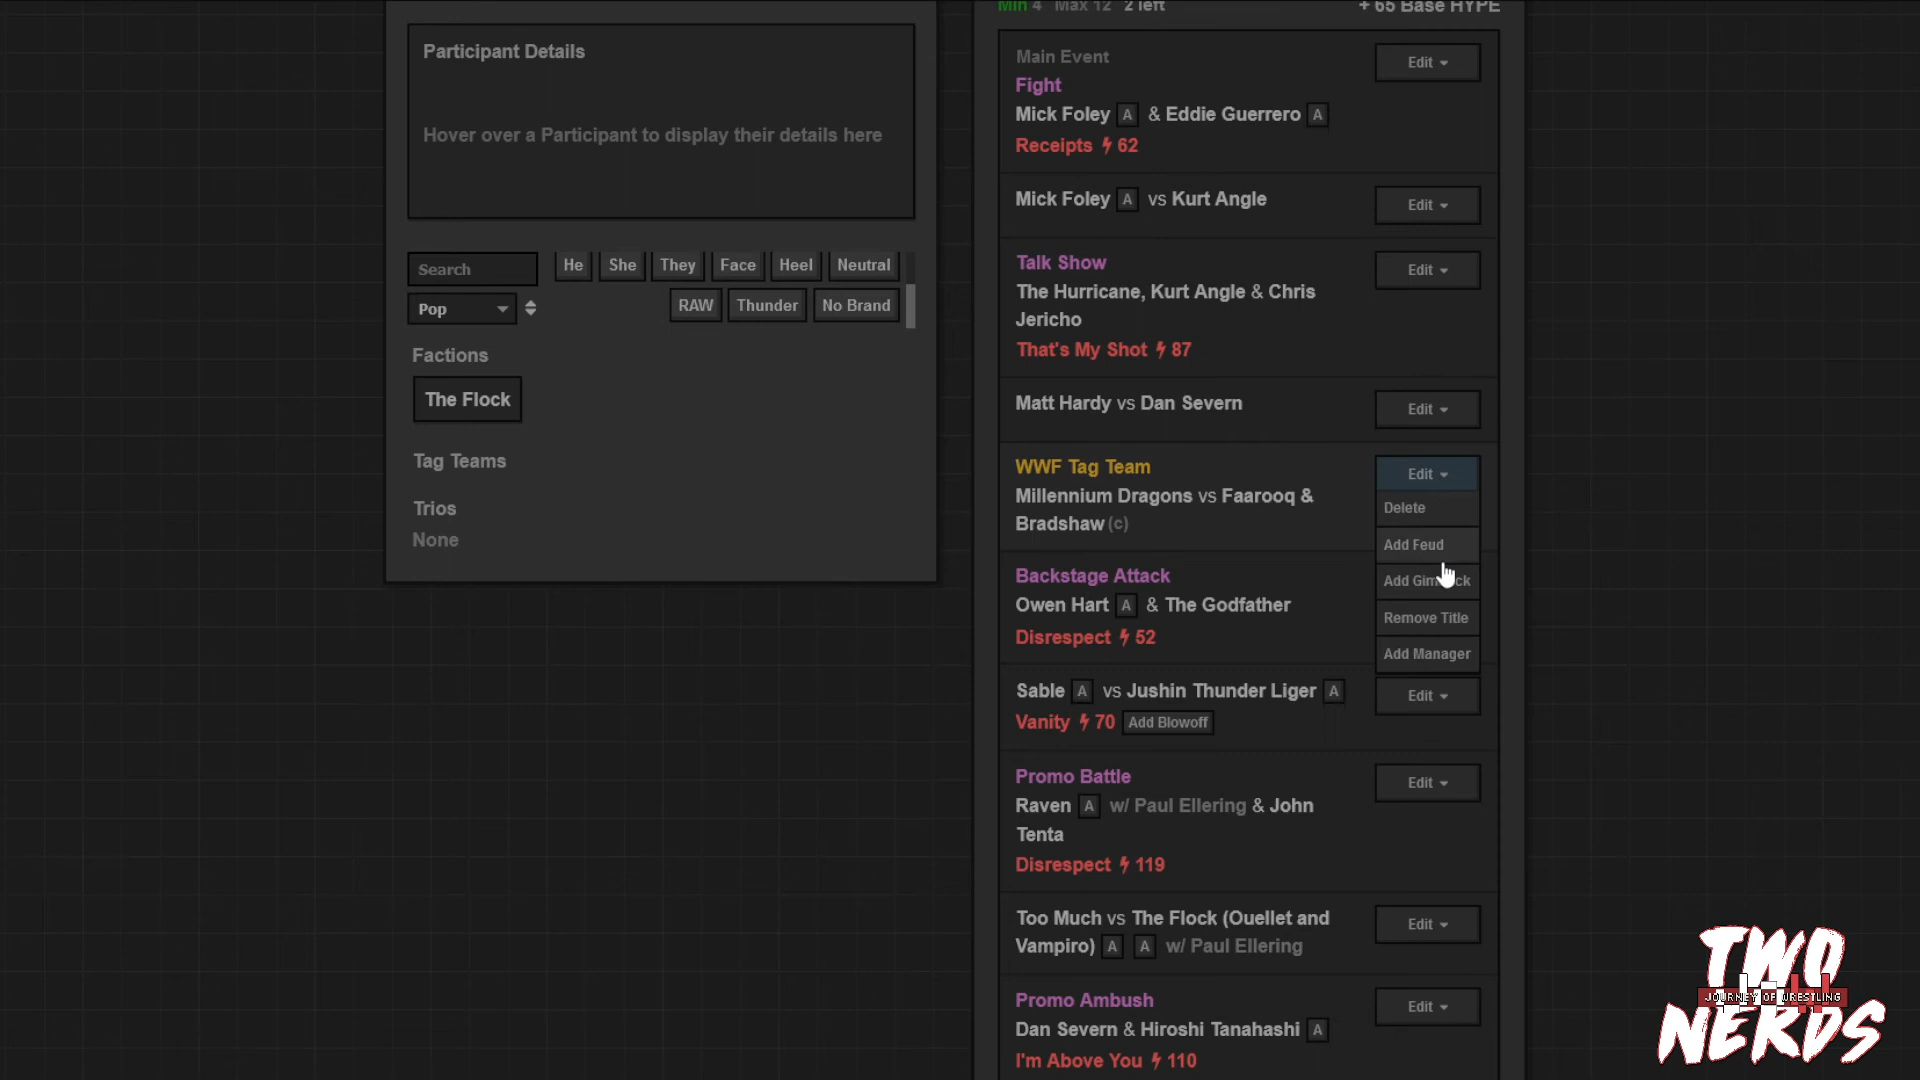 Min 4 Max 12 2 left
+ 65 Base HYPE
Participant Details
Hover over a Participant to display their details here
Search
He
She
They
Face
Heel
Neutral
Pop
RAW
Thunder
No Brand
Factions
The Flock
Tag Teams
Trios
None
Main Event
Edit
Fight
Mick Foley A & Eddie Guerrero A
Receipts 62
Mick Foley A vs Kurt Angle
Edit
Talk Show
Edit
The Hurricane, Kurt Angle & Chris
Jericho
That's My Shot 87
Matt Hardy vs Dan Severn
Edit
WWF Tag Team
Edit
Millennium Dragons vs Faarooq &
Bradshaw (c)
Delete
Add Feud
Add Gimmick
Remove Title
Add Manager
Backstage Attack
Owen Hart A & The Godfather
Disrespect 52
Sable A vs Jushin Thunder Liger A
Edit
Vanity 70 Add Blowoff
Promo Battle
Edit
Raven A w/ Paul Ellering & John
Tenta
Disrespect 119
Too Much vs The Flock (Ouellet and
Edit
Vampiro) A A w/ Paul Ellering
Promo Ambush
Edit
Dan Severn & Hiroshi Tanahashi A
I'm Above You 110
TWO
JOURNEY OF WRESTLING
NERDS